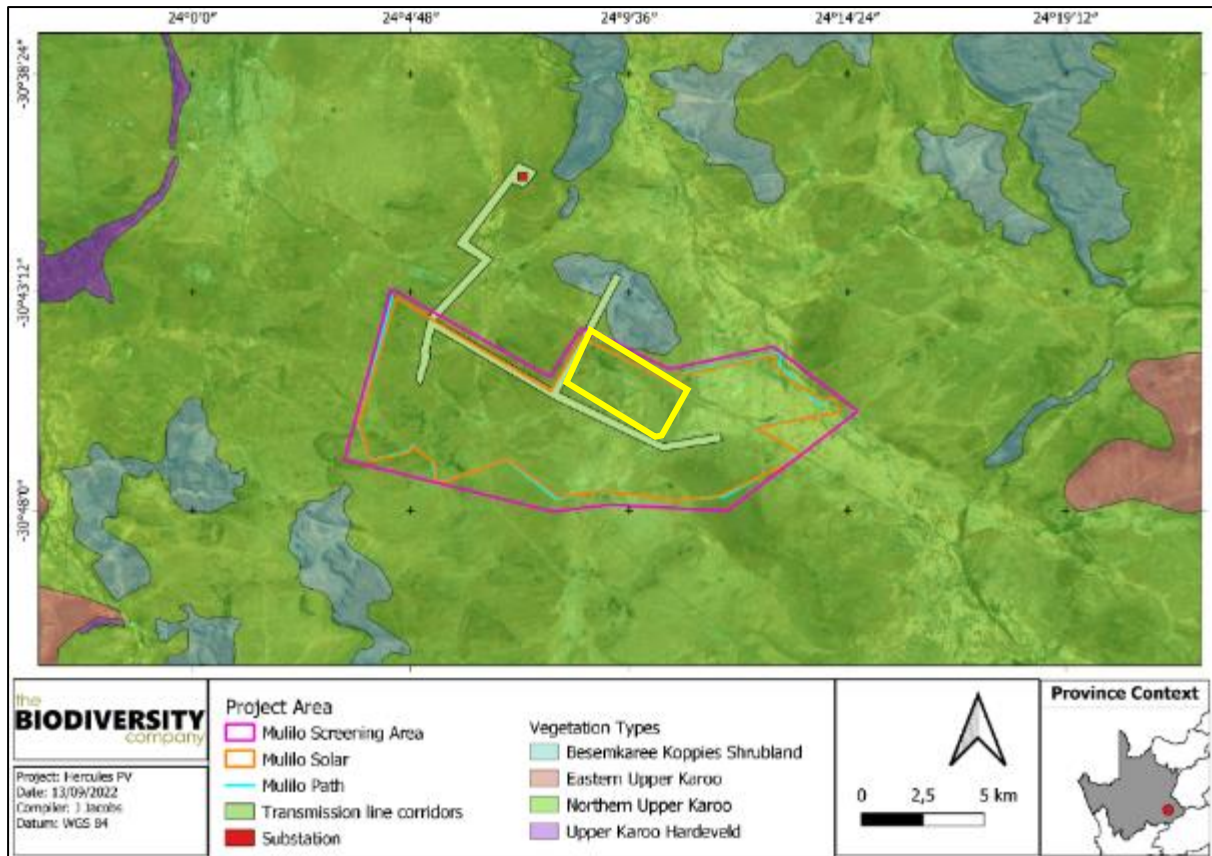 24°0'0"
24°4'48"
24°9'36"
24°14'24"
24°19'12"
-30°38'24"
-30°43'12"
-30°48'0"
the
BIODIVERSITY
company
Project: Hercules PV
Date: 13/09/2022
Compiler: J Jacobs
Datum: WGS 84
Project Area
Mulilo Screening Area
Mulilo Solar
Mulilo Path
Transmission line corridors
Substation
Vegetation Types
Besemkaree Koppies Shrubland
Eastern Upper Karoo
Northern Upper Karoo
Upper Karoo Hardeveld
0 2,5 5 km
Province Context